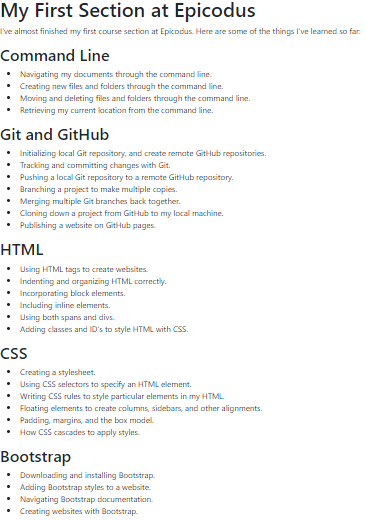 My First Section at Epicodus
I've almost finished my first course section at Epicodus. Here are some of the things I've learned so far:
Command Line
Navigating my documents through the command line.
Creating new files and folders through the command line.
Moving and deleting files and folders through the command line.
Retrieving my current location from the command line.
Git and GitHub
Initializing local Git repository, and create remote GitHub repositories.
Tracking and committing changes with Git.
Pushing a local Git repository to a remote GitHub repository.
Branching a project to make multiple copies.
Merging multiple Git branches back together.
Cloning down a project from GitHub to my local machine.
Publishing a website on GitHub pages.
HTML
Using HTML tags to create websites.
Indenting and organizing HTML correctly.
Incorporating block elements.
Including inline elements.
Using both spans and divs.
Adding classes and ID's to style HTML with CSS.
CSS
Creating a stylesheet.
Using CSS selectors to specify an HTML element.
Writing CSS rules to style particular elements in my HTML.
Floating elements to create columns, sidebars, and other alignments.
Padding, margins, and the box model.
How CSS cascades to apply styles.
Bootstrap
Downloading and installing Bootstrap.
Adding Bootstrap styles to a website.
Navigating Bootstrap documentation.
Creating websites with Bootstrap.